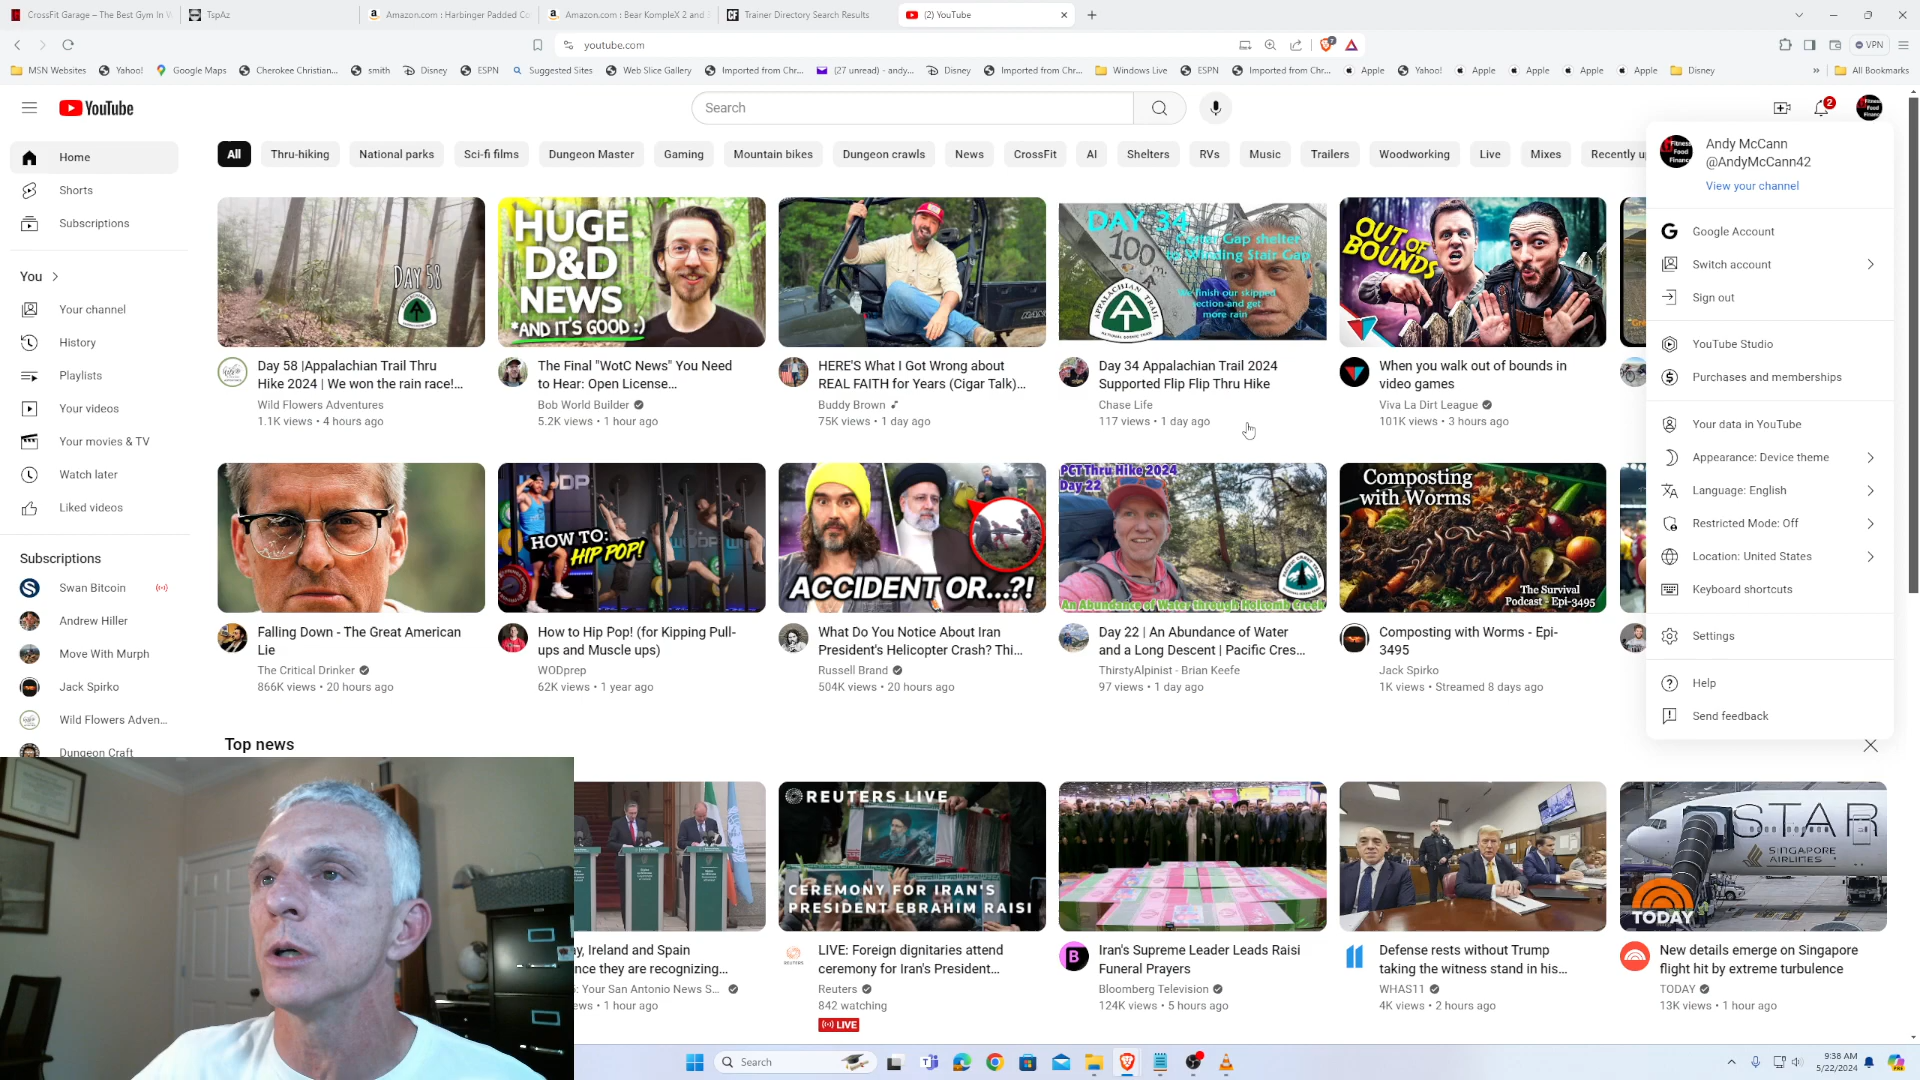 CrossFit Garage – The Best Gym In W
TspAz
Amazon.com : Harbinger Padded Co
Amazon.com : Bear KompleX 2 and 3
Trainer Directory Search Results
(2) YouTube
youtube.com
VPN
MSN Websites
Yahoo!
Google Maps
Cherokee Christian...
smith
Disney
ESPN
Suggested Sites
Web Slice Gallery
Imported from Chr...
(27 unread) - andy...
Disney
Imported from Chr...
Windows Live
ESPN
Imported from Chr...
Apple
Yahoo!
Apple
Apple
Apple
Apple
Disney
All Bookmarks
YouTube
Search
2
All
Thru-hiking
National parks
Sci-fi films
Dungeon Master
Gaming
Mountain bikes
Dungeon crawls
News
CrossFit
AI
Shelters
RVs
Music
Trailers
Woodworking
Live
Mixes
Recently u
Home
Shorts
Subscriptions
You
Your channel
History
Playlists
Your videos
Your movies & TV
Watch later
Liked videos
Subscriptions
Swan Bitcoin
Andrew Hiller
Move With Murph
Jack Spirko
Wild Flowers Adven...
Dungeon Craft
DAY 58
HUGE
D&D
NEWS
*AND IT'S GOOD :)
DAY 34
Carter Gap shelter
to Winding Stair Gap
100
We finish our skipped
section and get
more rain
APPALACHIAN TRAIL
OUT OF
BOUNDS
Day 58 |Appalachian Trail Thru
Hike 2024 | We won the rain race!...
Wild Flowers Adventures
1.1K views • 4 hours ago
The Final "WotC News" You Need
to Hear: Open License...
Bob World Builder
5.2K views • 1 hour ago
HERE'S What I Got Wrong about
REAL FAITH for Years (Cigar Talk)...
Buddy Brown
75K views • 1 day ago
Day 34 Appalachian Trail 2024
Supported Flip Flip Thru Hike
Chase Life
117 views • 1 day ago
When you walk out of bounds in
video games
Viva La Dirt League
101K views • 3 hours ago
HOW TO:
HIP POP!
ACCIDENT OR...?!
PCT Thru Hike 2024
Day 22
An Abundance of Water through Holcomb Creek
Composting
with Worms
The Survival
Podcast - Epi-3495
Falling Down - The Great American
Lie
The Critical Drinker
866K views • 20 hours ago
How to Hip Pop! (for Kipping Pull-
ups and Muscle ups)
WODprep
62K views • 1 year ago
What Do You Notice About Iran
President's Helicopter Crash? Thi...
Russell Brand
504K views • 20 hours ago
Day 22 | An Abundance of Water
and a Long Descent | Pacific Cres...
ThirstyAlpinist - Brian Keefe
97 views • 1 day ago
Composting with Worms - Epi-
3495
Jack Spirko
1K views • Streamed 8 days ago
Andy McCann
@AndyMcCann42
View your channel
Google Account
Switch account
Sign out
YouTube Studio
Purchases and memberships
Your data in YouTube
Appearance: Device theme
Language: English
Restricted Mode: Off
Location: United States
Keyboard shortcuts
Settings
Help
Send feedback
Top news
REUTERS LIVE
CEREMONY FOR IRAN'S
PRESIDENT EBRAHIM RAISI
STAR
SINGAPORE
AIRLINES
TODAY
y, Ireland and Spain
nce they are recognizing...
: Your San Antonio News S...
ews • 1 hour ago
LIVE: Foreign dignitaries attend
ceremony for Iran's President...
Reuters
842 watching
LIVE
Iran's Supreme Leader Leads Raisi
Funeral Prayers
Bloomberg Television
124K views • 5 hours ago
Defense rests without Trump
taking the witness stand in his...
WHAS11
4K views • 2 hours ago
New details emerge on Singapore
flight hit by extreme turbulence
TODAY
13K views • 1 hour ago
Search
9:38 AM
5/22/2024